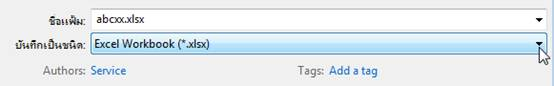 ชื่อแฟ้ม: abcxx.xlsx
บันทึกเป็นชนิด: Excel Workbook (*.xlsx)
Authors: Service Tags: Add a tag